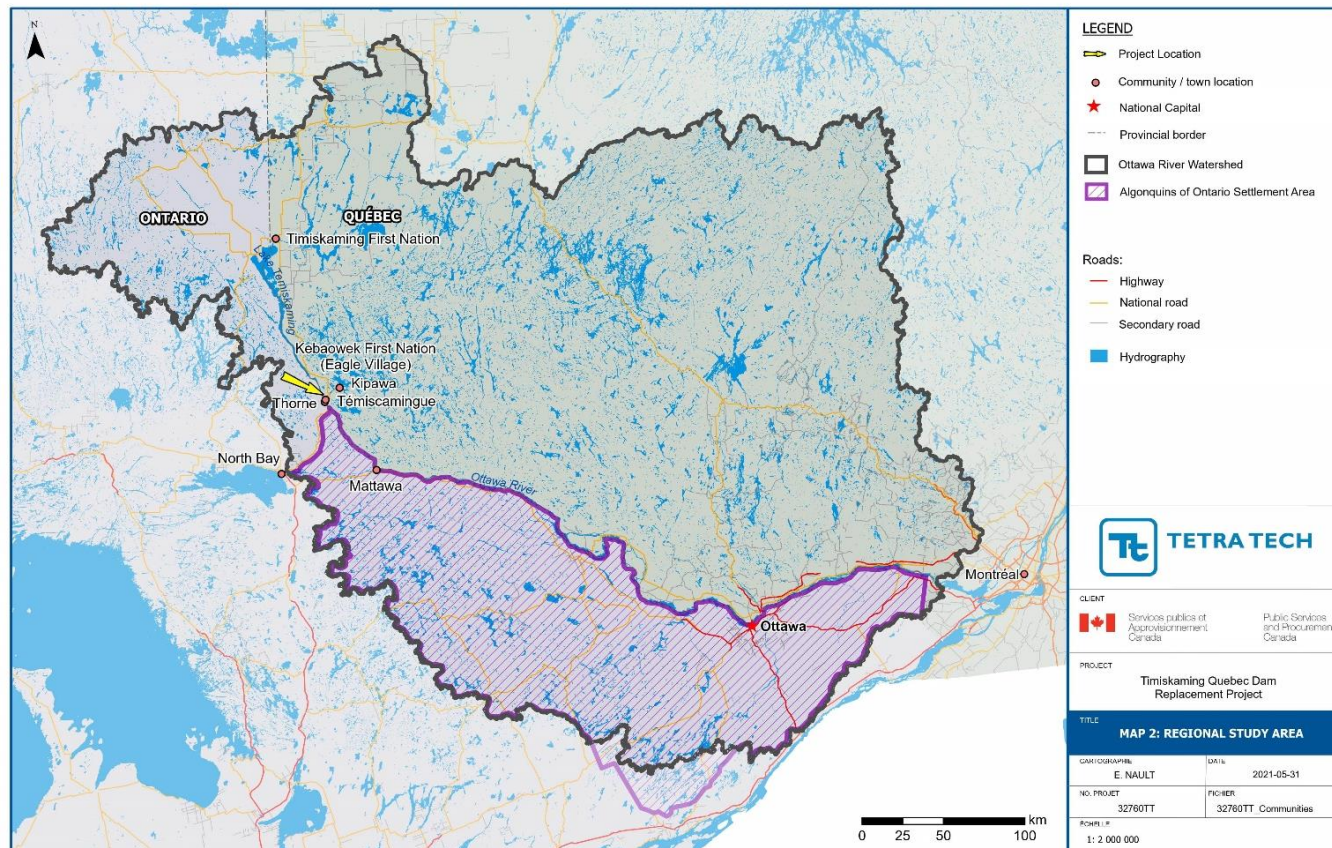 N
ONTARIO
QUÉBEC
Timiskaming First Nation
Lake Temiskaming
Kebaowek First Nation
(Eagle Village)
Kipawa
Thorne
Témiscamingue
North Bay
Mattawa
Ottawa River
Ottawa
Montréal
km
0 25 50 100
LEGEND
Project Location
Community / town location
National Capital
Provincial border
Ottawa River Watershed
Algonquins of Ontario Settlement Area
Roads:
Highway
National road
Secondary road
Hydrography
Tt
TETRA TECH
CLIENT
Services publics et
Approvisionnement
Canada
Public Services
and Procuremen
Canada
PROJECT
Timiskaming Quebec Dam
Replacement Project
TITLE
MAP 2: REGIONAL STUDY AREA
CARTOGRAPHIE
E. NAULT
DATE
2021-05-31
NO. PROJET
32760TT
FICHIER
32760TT_Communities
ÉCHELLE
1: 2 000 000